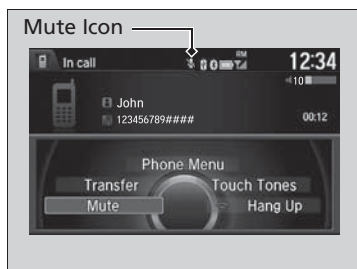 Mute Icon
In call
RM
12:34
10
John
123456789####
00:12
Phone Menu
Transfer
Touch Tones
Mute
Hang Up